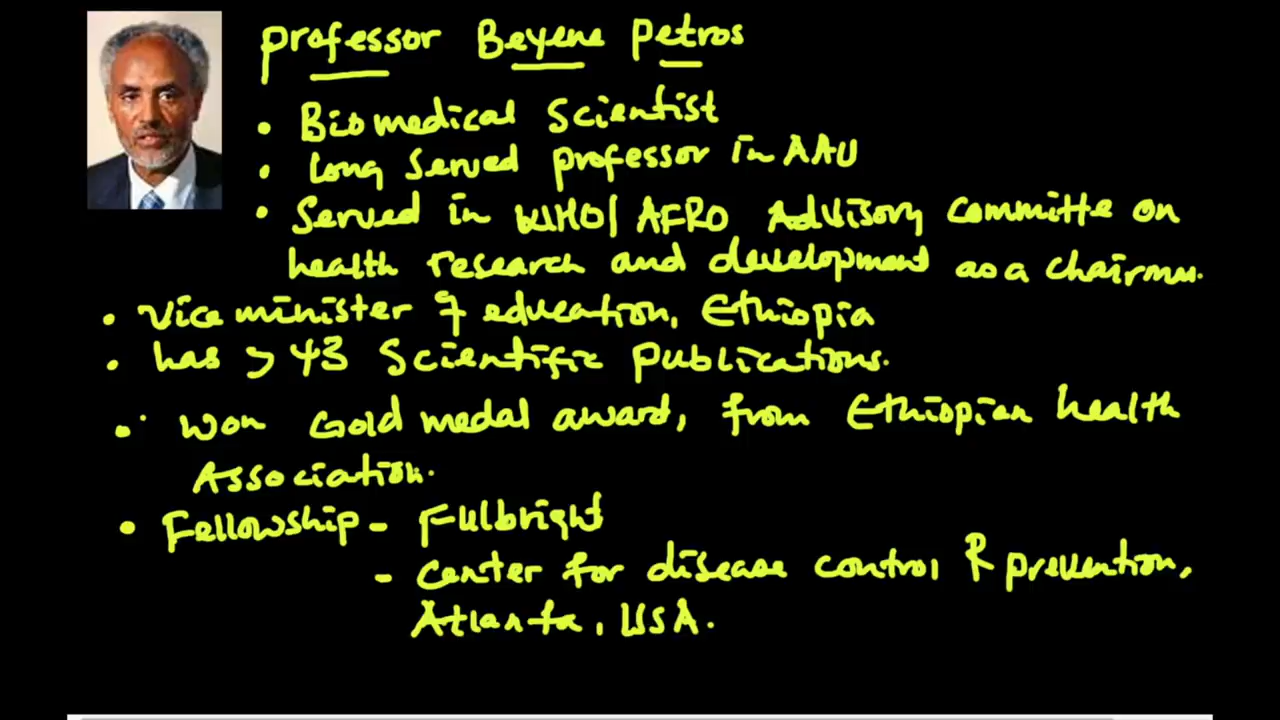 Professor Beyene Petros
• Biomedical Scientist
• Long Served professor in AAU
• Served in WHO/AFRO Advisory committe on
health research and development as a chairman.
• Vice minister of education, Ethiopia
• has > 43 Scientific Publications.
• Won Gold medal award, from Ethiopian health
Association.
• Fellowship - Fulbright
- Center for disease control & prevention,
Atlanta, USA.